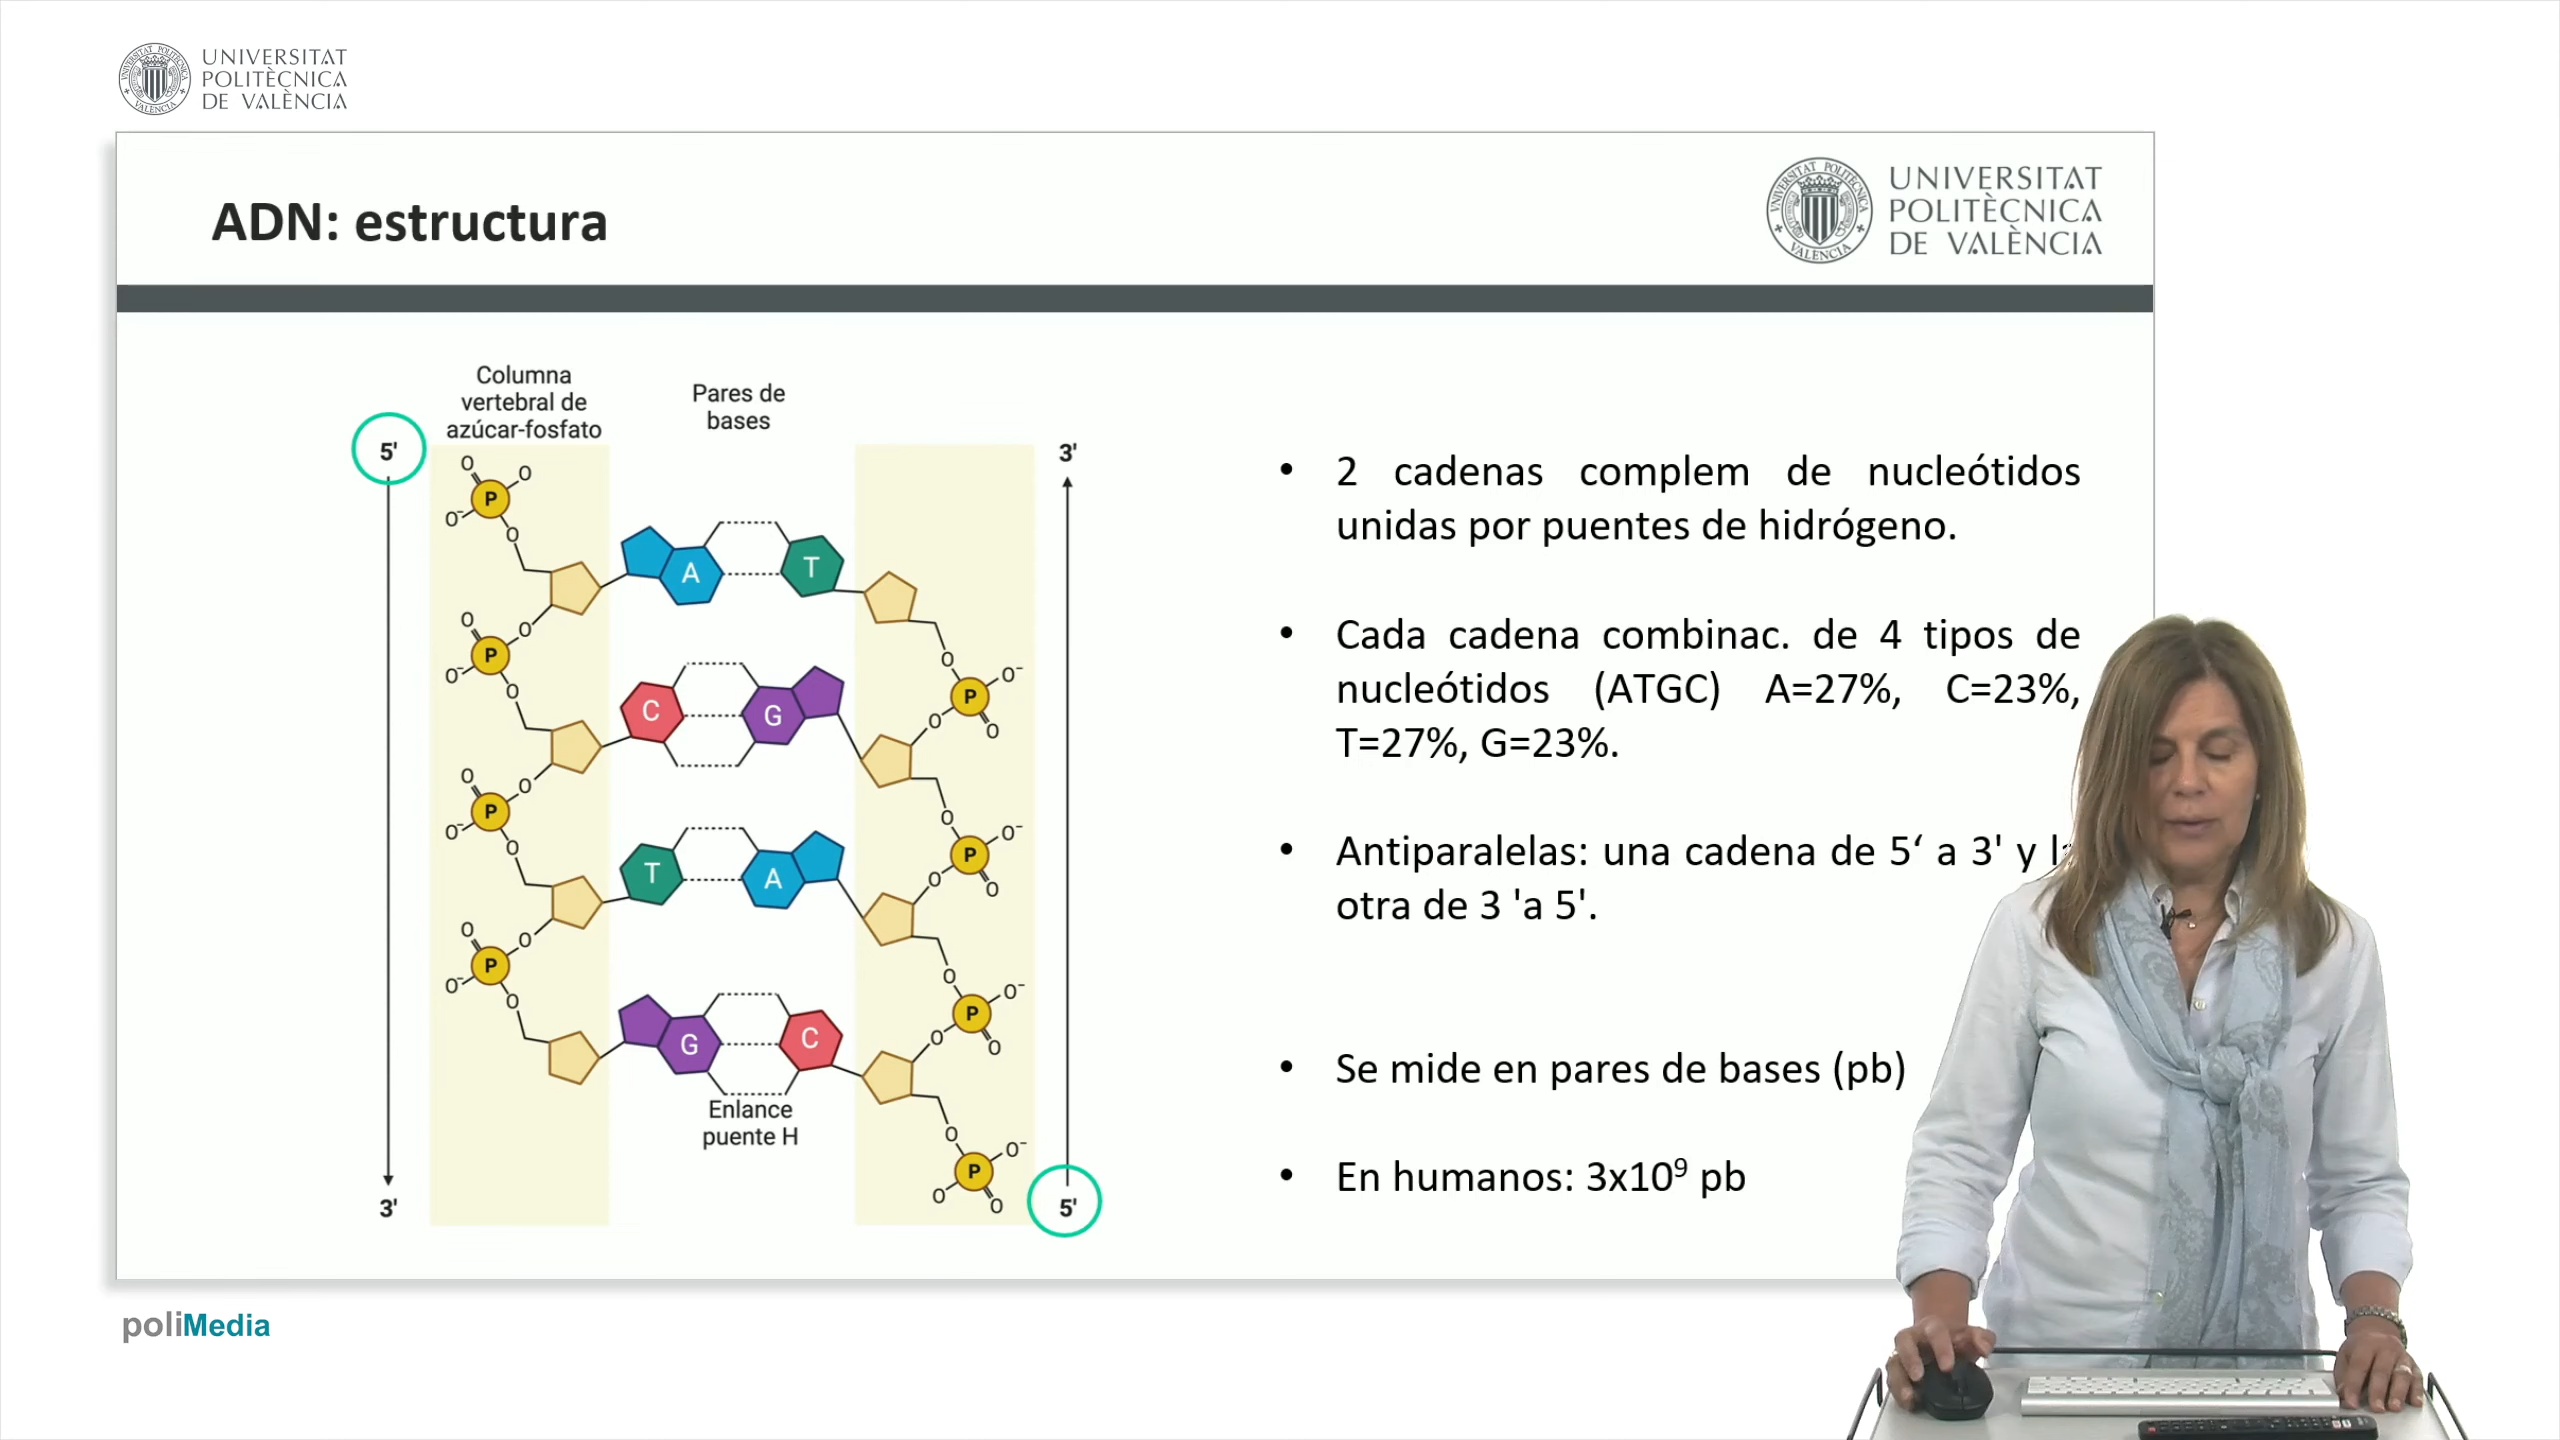 UNIVERSITAT
POLITÈCNICA
DE VALÈNCIA
ADN: estructura
UNIVERSITAT
POLITÈCNICA
DE VALÈNCIA
Columna
vertebral de
azúcar-fosfato
Pares de
bases
5'
3'
O
O
P
O⁻
O
A
T
O
O
P
O⁻
O
O
O⁻
P
O
O
C
G
O
O
P
O⁻
O
O
O⁻
P
O
O
T
A
O
O
P
O⁻
O
O
O⁻
P
O
O
G
C
Enlance
puente H
O
O⁻
P
O
O
3'
5'
• 2 cadenas complem de nucleótidos
unidas por puentes de hidrógeno.
• Cada cadena combinac. de 4 tipos de
nucleótidos (ATGC) A=27%, C=23%,
T=27%, G=23%.
• Antiparalelas: una cadena de 5‘ a 3' y
otra de 3 'a 5'.
• Se mide en pares de bases (pb)
• En humanos: 3x10⁹ pb
poliMedia